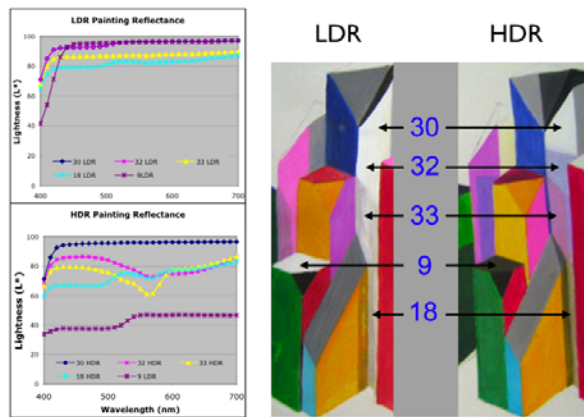 LDR Painting Reflectance
Lightness (L*)
100
80
60
40
20
0
400 500 600 700
30 LDR 32 LDR 33 LDR
18 LDR 9LDR
HDR Painting Reflectance
Lightness (L*)
100
80
60
40
20
0
400 500 600 700
30 HDR 32 HDR 33 HDR
18 HDR 9 LDR
Wavelength (nm)
LDR HDR
30
32
33
9
18